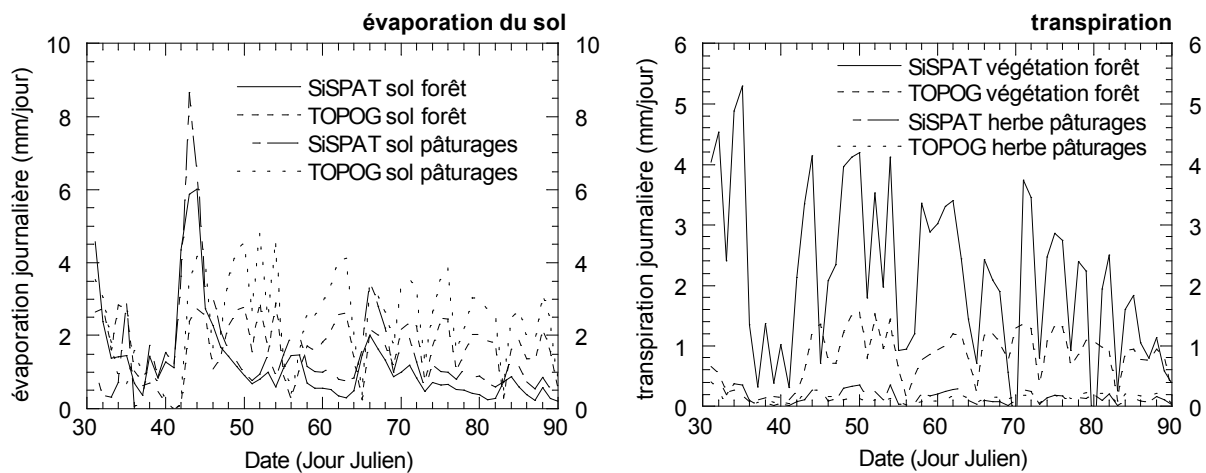 évaporation du sol
10
8
6
4
2
0
10
8
6
4
2
0
évaporation journalière (mm/jour)
SiSPAT sol forêt
TOPOG sol forêt
SiSPAT sol pâturages
TOPOG sol pâturages
30 40 50 60 70 80 90
Date (Jour Julien)
transpiration
6
5
4
3
2
1
0
6
5
4
3
2
1
0
transpiration journalière (mm/jour)
SiSPAT végétation forêt
TOPOG végétation forêt
SiSPAT herbe pâturages
TOPOG herbe pâturages
30 40 50 60 70 80 90
Date (Jour Julien)